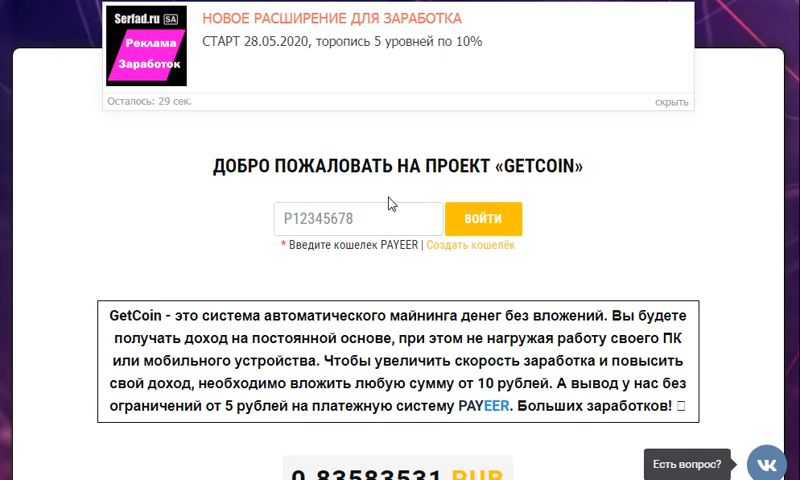 Serfad.ru SA
Реклама
Заработок
НОВОЕ РАСШИРЕНИЕ ДЛЯ ЗАРАБОТКА
СТАРТ 28.05.2020, торопись 5 уровней по 10%
Осталось: 29 сек.
скрыть
ДОБРО ПОЖАЛОВАТЬ НА ПРОЕКТ «GETCOIN»
P12345678
ВОЙТИ
* Введите кошелек PAYEER | Создать кошелёк
GetCoin - это система автоматического майнинга денег без вложений. Вы будете
получать доход на постоянной основе, при этом не нагружая работу своего ПК
или мобильного устройства. Чтобы увеличить скорость заработка и повысить
свой доход, необходимо вложить любую сумму от 10 рублей. А вывод у нас без
ограничений от 5 рублей на платежную систему PAYEER. Больших заработков!
0.83583531 RUB
Есть вопрос?